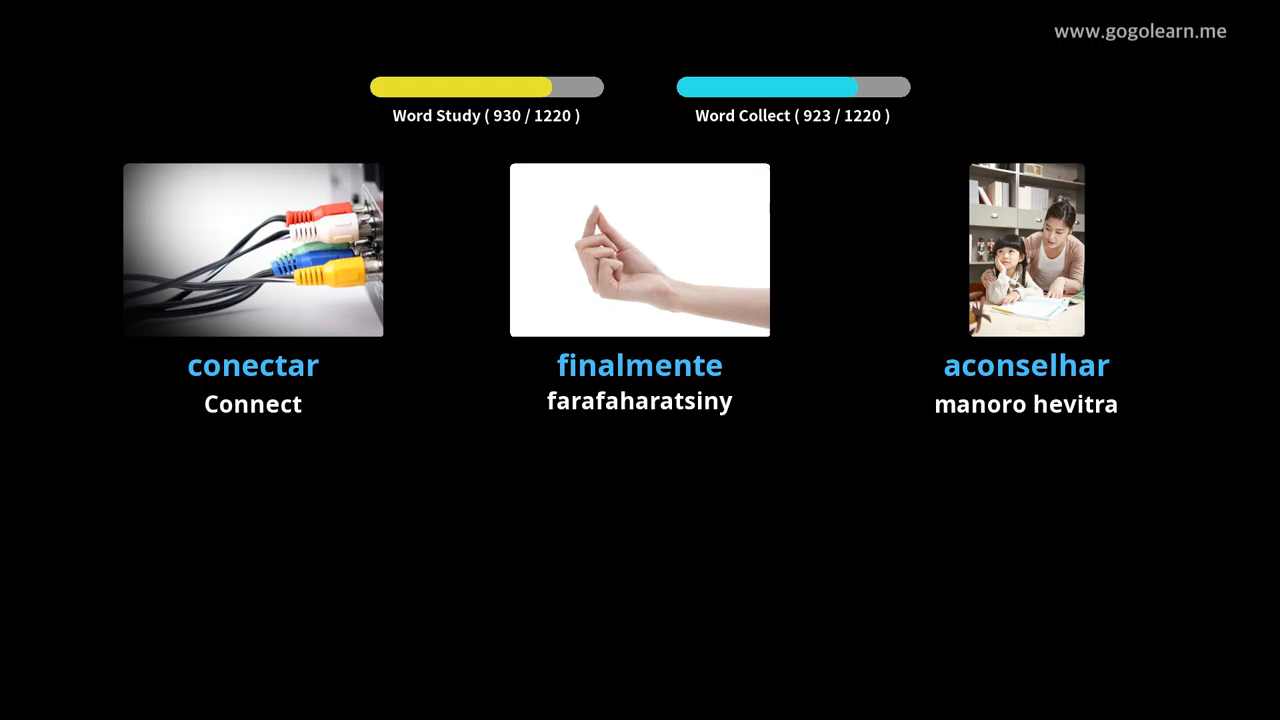 www.gogolearn.me
Word Study ( 930 / 1220 )
Word Collect ( 923 / 1220 )
conectar
Connect
finalmente
farafaharatsiny
aconselhar
manoro hevitra